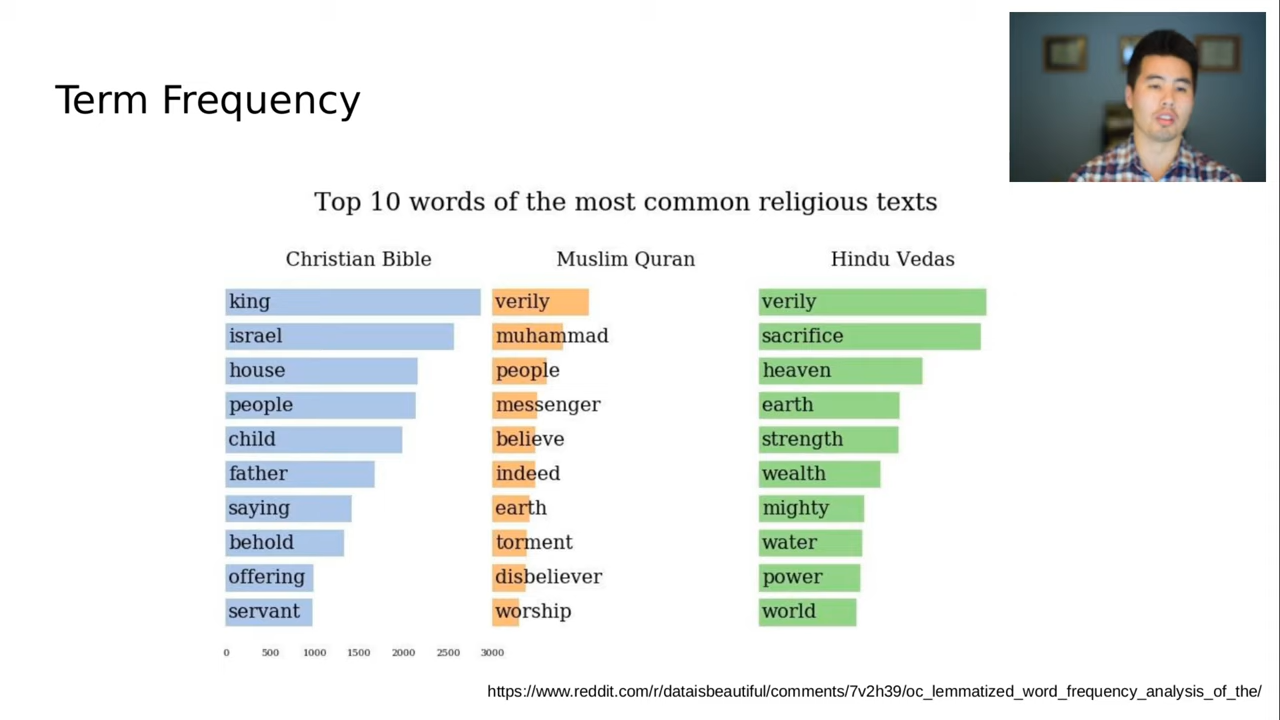 Term Frequency
Top 10 words of the most common religious texts
Christian Bible
king
israel
house
people
child
father
saying
behold
offering
servant
0 500 1000 1500 2000 2500 3000
Muslim Quran
verily
muhammad
people
messenger
believe
indeed
earth
torment
disbeliever
worship
Hindu Vedas
verily
sacrifice
heaven
earth
strength
wealth
mighty
water
power
world
https://www.reddit.com/r/dataisbeautiful/comments/7v2h39/oc_lemmatized_word_frequency_analysis_of_the/